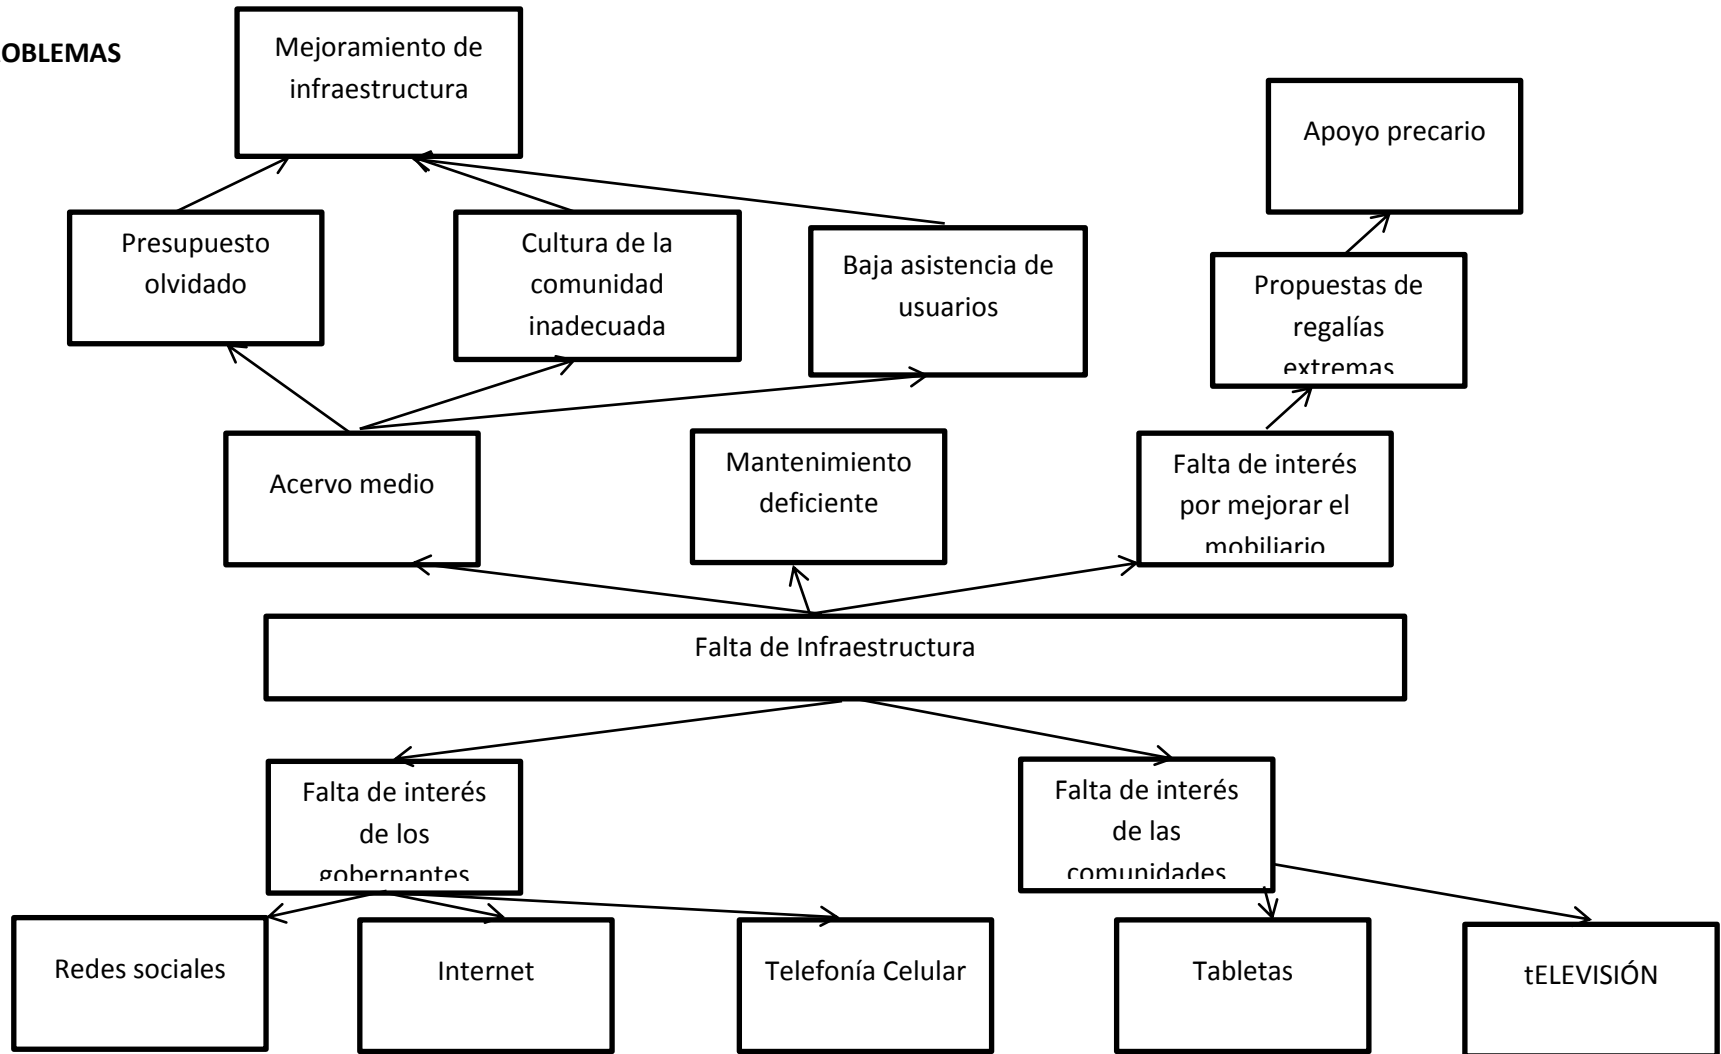 OBLEMAS
Mejoramiento de
infraestructura
Apoyo precario
Presupuesto
olvidado
Cultura de la
comunidad
inadecuada
Baja asistencia de
usuarios
Propuestas de
regalías
extremas
Acervo medio
Mantenimiento
deficiente
Falta de interés
por mejorar el
mobiliario
Falta de Infraestructura
Falta de interés
de los
gobernantes
Falta de interés
de las
comunidades
Redes sociales
Internet
Telefonía Celular
Tabletas
tELEVISIÓN